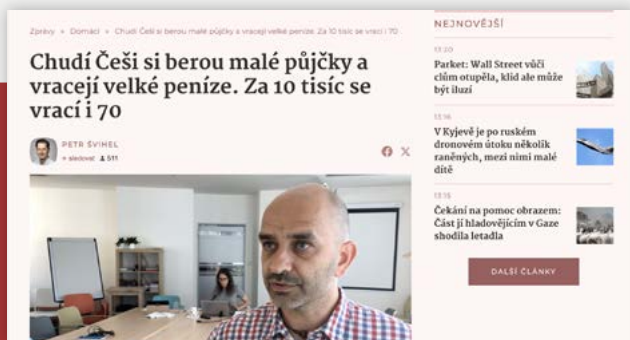 Zprávy » Domácí » Chudí Češi si berou malé půjčky a vracejí velké peníze. Za 10 tisíc se vrací i 70
Chudí Češi si berou malé půjčky a
vracejí velké peníze. Za 10 tisíc se
vrací i 70
PETR ŠVIHEL
+ sledovat 511
NEJNOVĚJŠÍ
13:20
Parket: Wall Street vůči
clům otupěla, klid ale může
být iluzí
13:16
V Kyjevě je po ruském
dronovém útoku několik
raněných, mezi nimi malé
dítě
13:15
Čekání na pomoc obrazem:
Část jí hladovějícím v Gaze
shodila letadla
DALŠÍ ČLÁNKY